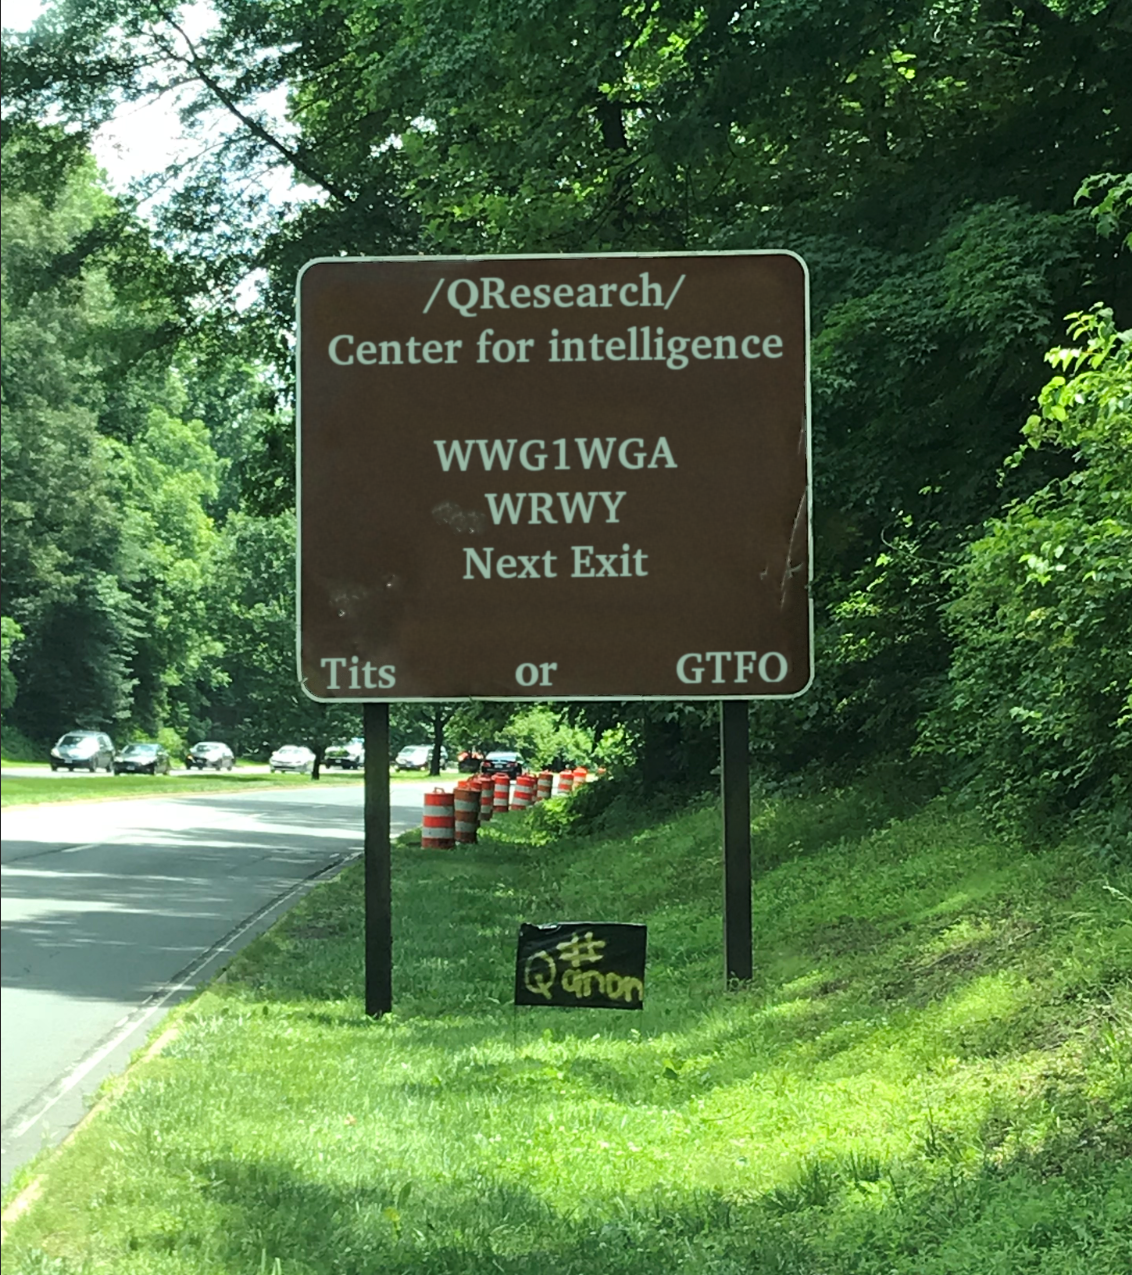 /QResearch/
Center for intelligence
WWG1WGA
WRWY
Next Exit
Tits or GTFO
#
Qanon